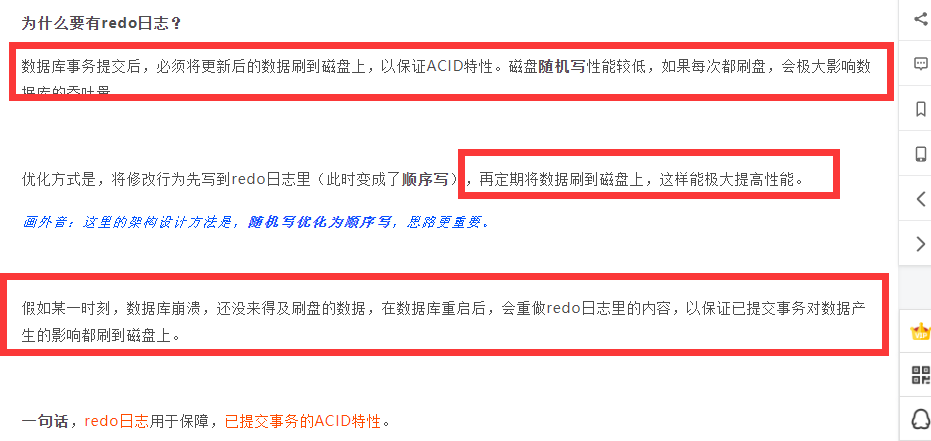 为什么要有redo日志？
数据库事务提交后，必须将更新后的数据刷到磁盘上，以保证ACID特性。磁盘随机写性能较低，如果每次都刷盘，会极大影响数
据库的吞吐量
优化方式是，将修改行为先写到redo日志里（此时变成了顺序写），再定期将数据刷到磁盘上，这样能极大提高性能。
画外音：这里的架构设计方法是，随机写优化为顺序写，思路更重要。
假如某一时刻，数据库崩溃，还没来得及刷盘的数据，在数据库重启后，会重做redo日志里的内容，以保证已提交事务对数据产
生的影响都刷到磁盘上。
一句话，redo日志用于保障，已提交事务的ACID特性。
VIP